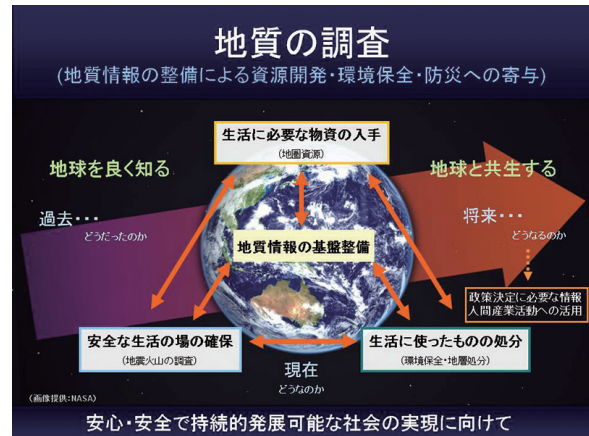 地質の調査
(地質情報の整備による資源開発・環境保全・防災への寄与)
生活に必要な物資の入手
(地圏資源)
地球を良く知る
地球と共生する
過去･･･
どうだったのか
将来･･･
どうなるのか
地質情報の基盤整備
政策決定に必要な情報
人間産業活動への活用
安全な生活の場の確保
(地震火山の調査)
生活に使ったものの処分
(環境保全・地層処分)
現在
どうなのか
(画像提供:NASA)
安心・安全で持続的発展可能な社会の実現に向けて